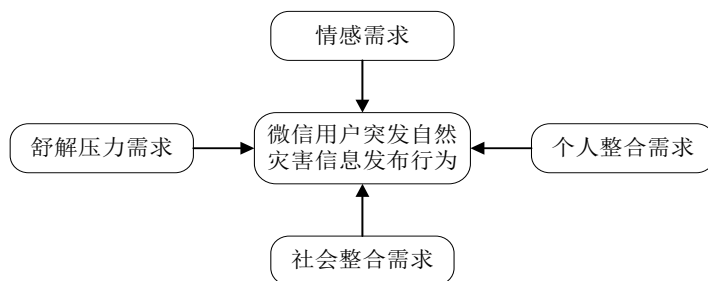 情感需求
舒解压力需求
微信用户突发自然
灾害信息发布行为
个人整合需求
社会整合需求